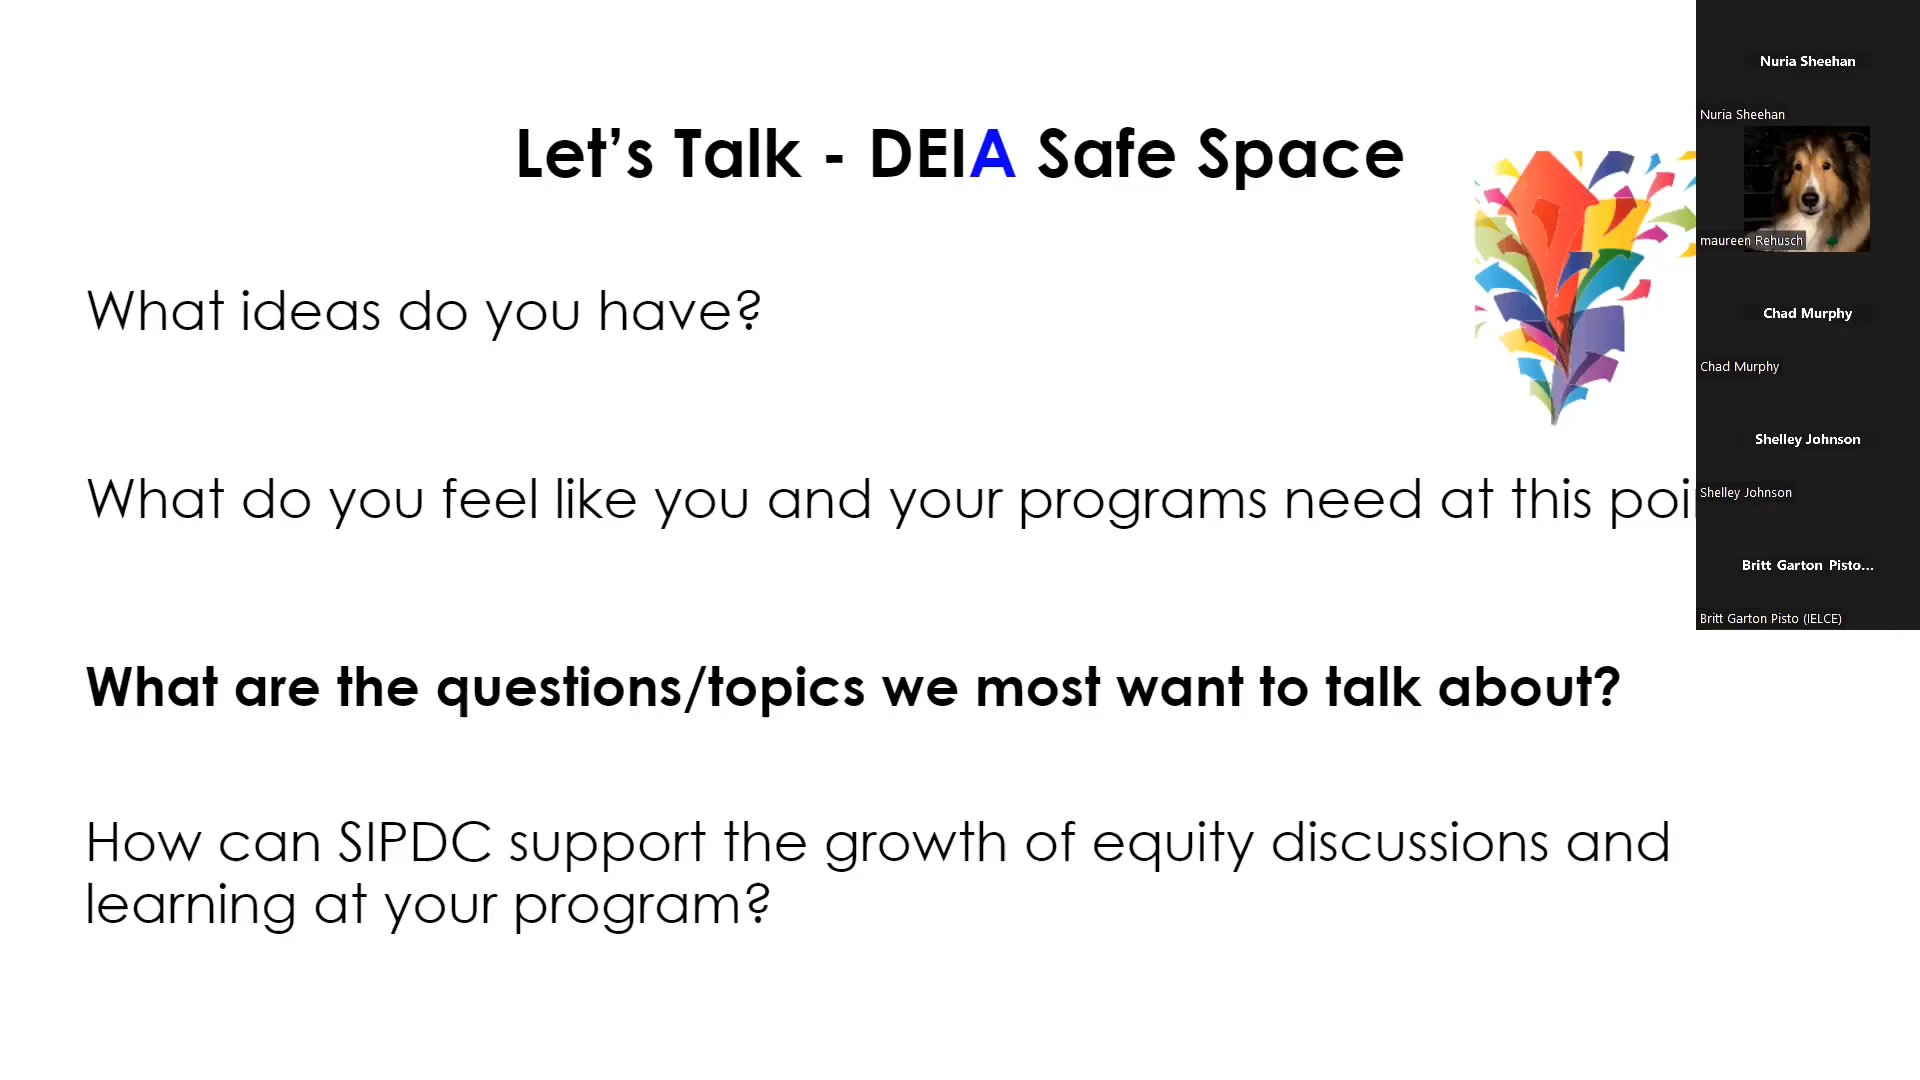 Let's Talk - DEIA Safe Space
What ideas do you have?
What do you feel like you and your programs need at this
What are the questions/topics we most want to talk about?
How can SIPDC support the growth of equity discussions and
learning at your program?
Nuria Sheehan
Nuria Sheehan
maureen Rehusch
Chad Murphy
Chad Murphy
Shelley Johnson
Shelley Johnson
Britt Garton Pisto...
Britt Garton Pisto (IELCE)